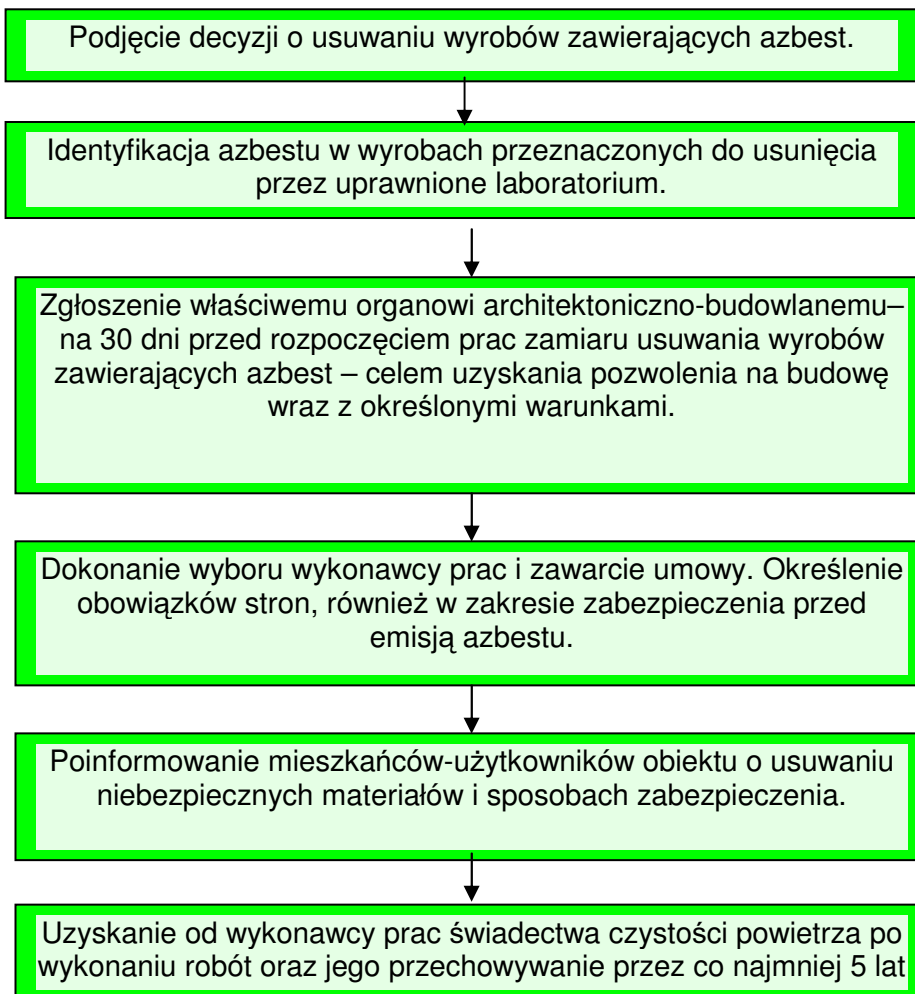 Podjęcie decyzji o usuwaniu wyrobów zawierających azbest.
Identyfikacja azbestu w wyrobach przeznaczonych do usunięcia
przez uprawnione laboratorium.
Zgłoszenie właściwemu organowi architektoniczno-budowlanemu–
na 30 dni przed rozpoczęciem prac zamiaru usuwania wyrobów
zawierających azbest – celem uzyskania pozwolenia na budowę
wraz z określonymi warunkami.
Dokonanie wyboru wykonawcy prac i zawarcie umowy. Określenie
obowiązków stron, również w zakresie zabezpieczenia przed
emisją azbestu.
Poinformowanie mieszkańców-użytkowników obiektu o usuwaniu
niebezpiecznych materiałów i sposobach zabezpieczenia.
Uzyskanie od wykonawcy prac świadectwa czystości powietrza po
wykonaniu robót oraz jego przechowywanie przez co najmniej 5 lat